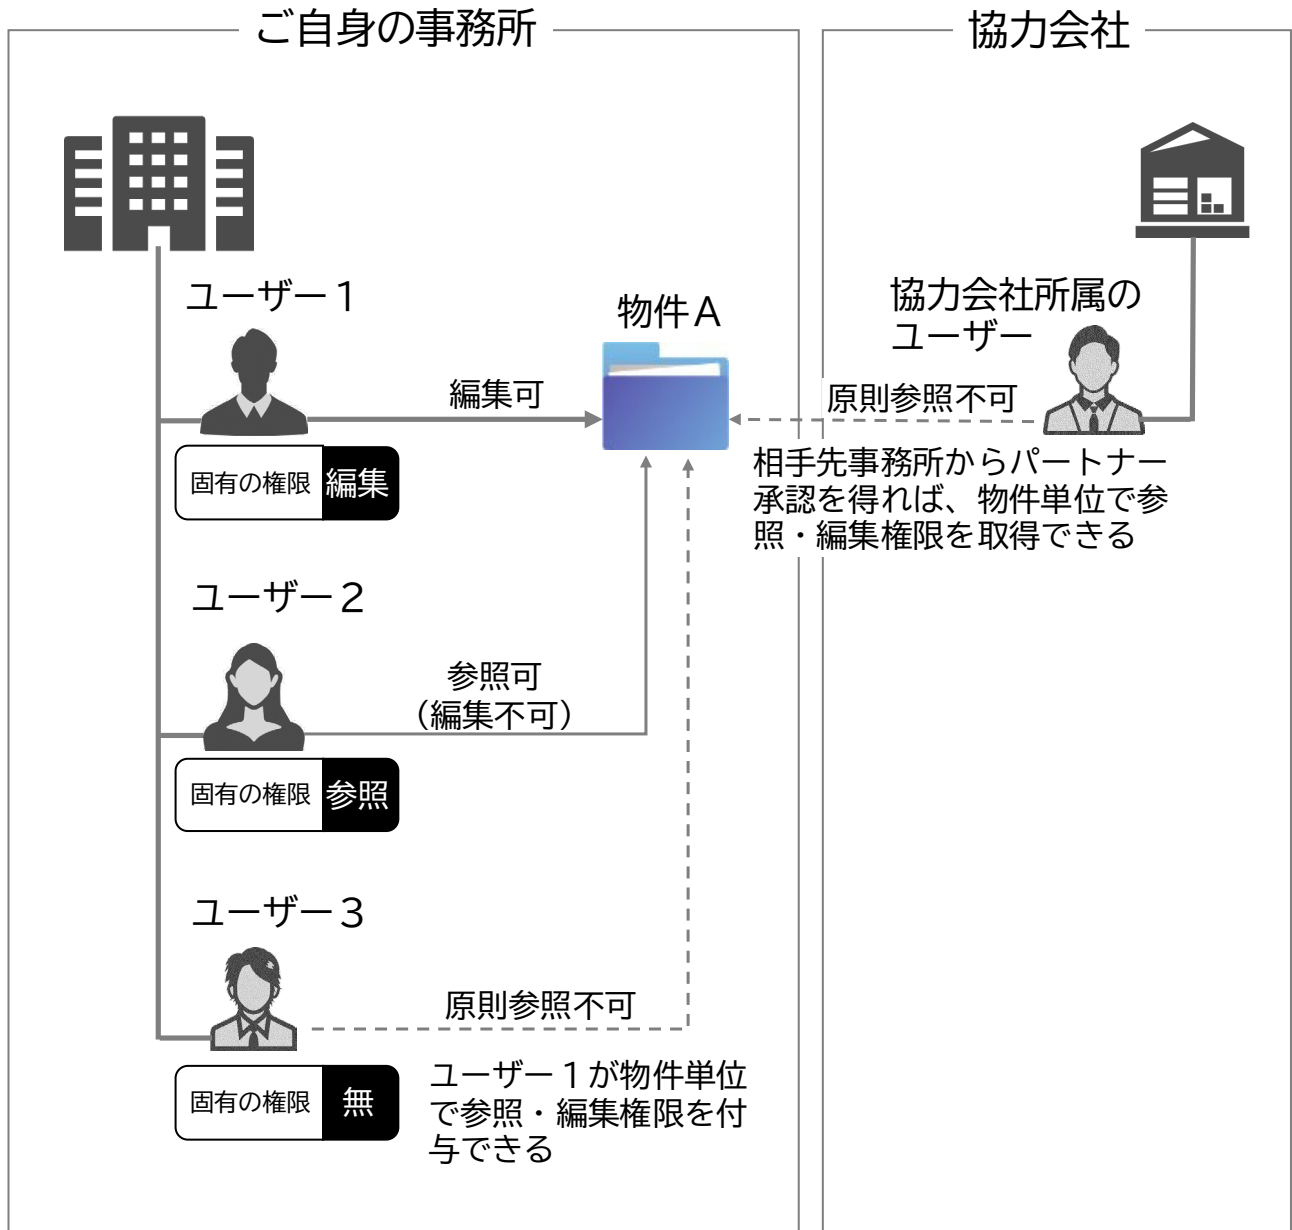 ご自身の事務所
協力会社
ユーザー１
物件A
編集可
固有の権限 編集
協力会社所属の
ユーザー
原則参照不可
相手先事務所からパートナー
承認を得れば、物件単位で参
照・編集権限を取得できる
ユーザー２
参照可
（編集不可）
固有の権限 参照
ユーザー３
原則参照不可
固有の権限 無
ユーザー１が物件単位
で参照・編集権限を付
与できる